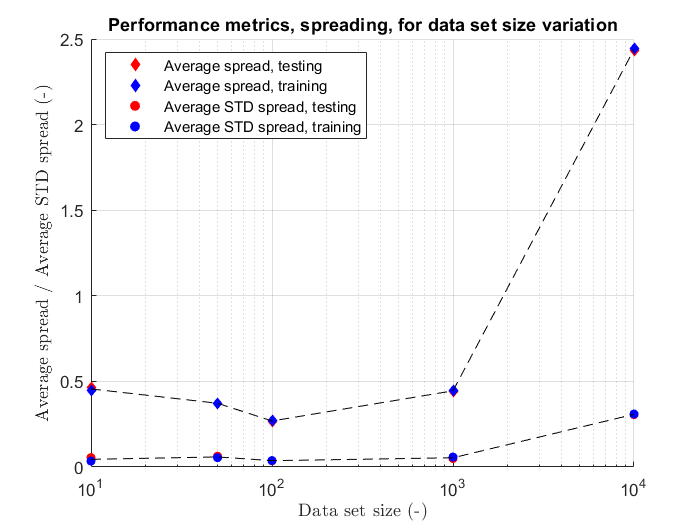 Performance metrics, spreading, for data set size variation
2.5
2
1.5
1
0.5
0
Average spread, testing
Average spread, training
Average STD spread, testing
Average STD spread, training
Average spread / Average STD spread (-)
10^1 10^2 10^3 10^4
Data set size (-)